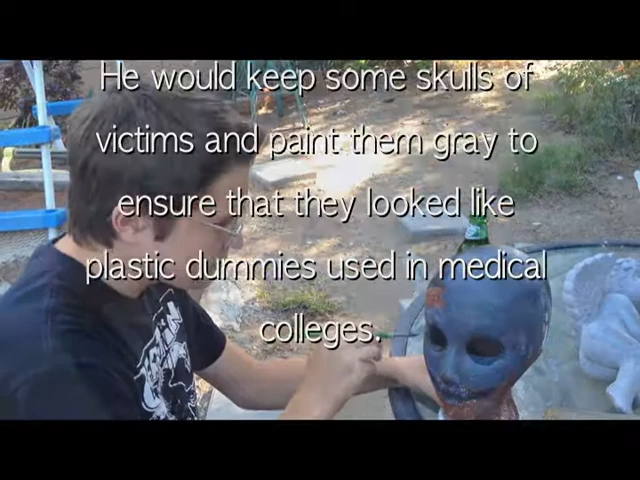 He would keep some skulls of
victims and paint them gray to
ensure that they looked like
plastic dummies used in medical
colleges.